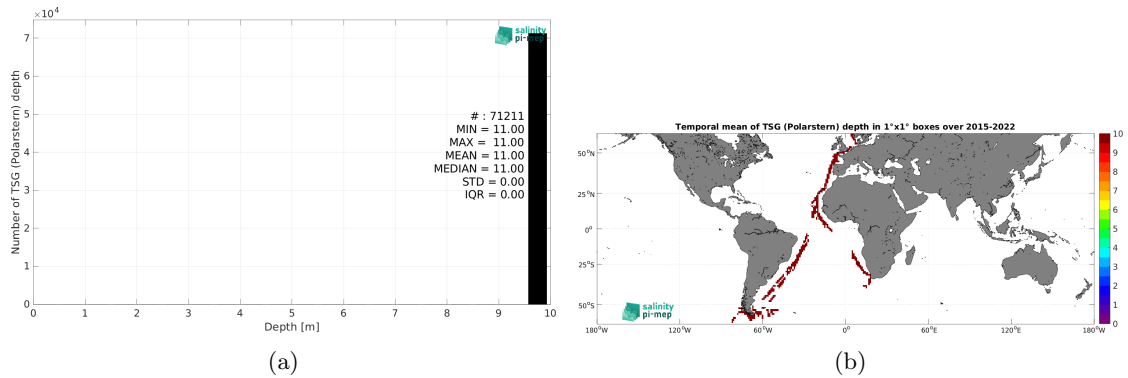 ×10⁴
7
6
5
4
3
2
1
0
Number of TSG (Polarstern) depth
salinity
pi-mep
# : 71211
MIN = 11.00
MAX = 11.00
MEAN = 11.00
MEDIAN = 11.00
STD = 0.00
IQR = 0.00
0 1 2 3 4 5 6 7 8 9 10
Depth [m]
(a)
Temporal mean of TSG (Polarstern) depth in 1°x1° boxes over 2015-2022
50°N
25°N
0°
25°S
50°S
salinity
pi-mep
180°W 120°W 60°W 0° 60°E 120°E 180°W
10
9
8
7
6
5
4
3
2
1
0
(b)